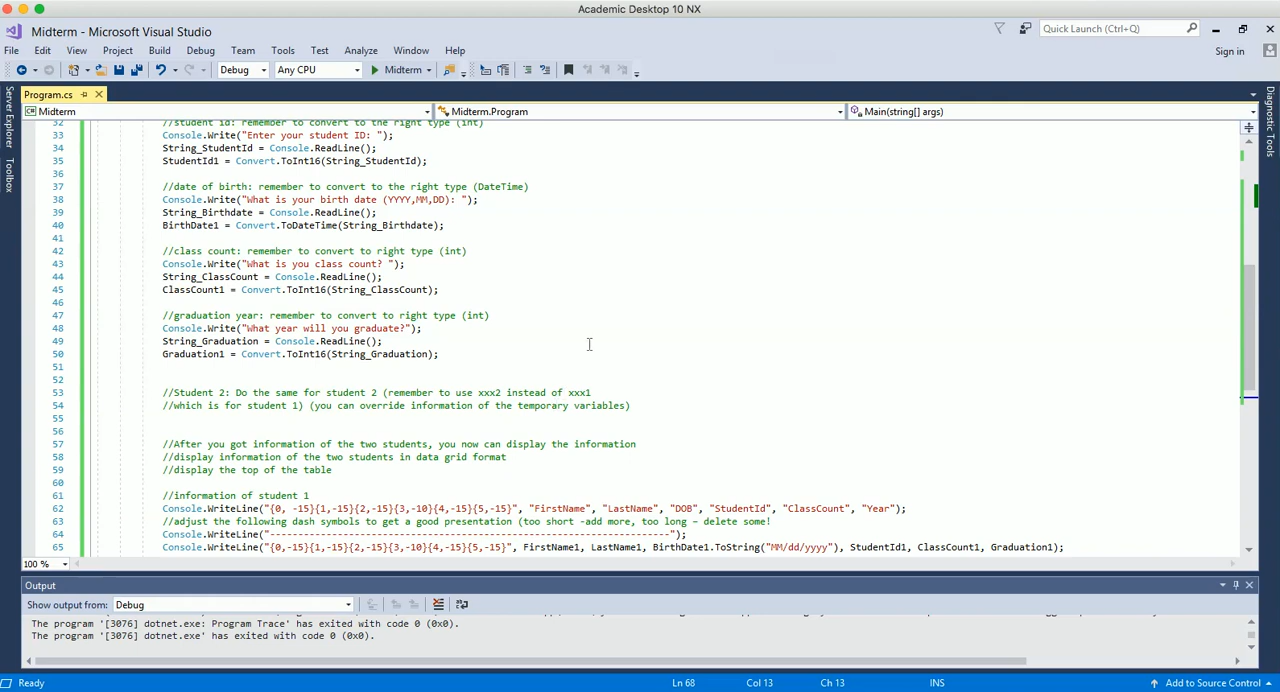 Academic Desktop 10 NX
Midterm - Microsoft Visual Studio
Quick Launch (Ctrl+Q)
File Edit View Project Build Debug Team Tools Test Analyze Window Help
Sign in
Debug Any CPU Midterm
Program.cs
Midterm Midterm.Program Main(string[] args)
Server Explorer
Toolbox
Diagnostic Tools
32 //student id: remember to convert to the right type (int)
33 Console.Write("Enter your student ID: ");
34 String_StudentId = Console.ReadLine();
35 StudentId1 = Convert.ToInt16(String_StudentId);
36
37 //date of birth: remember to convert to the right type (DateTime)
38 Console.Write("What is your birth date (YYYY,MM,DD): ");
39 String_Birthdate = Console.ReadLine();
40 BirthDate1 = Convert.ToDateTime(String_Birthdate);
41
42 //class count: remember to convert to right type (int)
43 Console.Write("What is you class count? ");
44 String_ClassCount = Console.ReadLine();
45 ClassCount1 = Convert.ToInt16(String_ClassCount);
46
47 //graduation year: remember to convert to right type (int)
48 Console.Write("What year will you graduate?");
49 String_Graduation = Console.ReadLine();
50 Graduation1 = Convert.ToInt16(String_Graduation);
51
52
53 //Student 2: Do the same for student 2 (remember to use xxx2 instead of xxx1
54 //which is for student 1) (you can override information of the temporary variables)
55
56
57 //After you got information of the two students, you now can display the information
58 //display information of the two students in data grid format
59 //display the top of the table
60
61 //information of student 1
62 Console.WriteLine("{0, -15}{1,-15}{2,-15}{3,-10}{4,-15}{5,-15}", "FirstName", "LastName", "DOB", "StudentId", "ClassCount", "Year");
63 //adjust the following dash symbols to get a good presentation (too short -add more, too long – delete some!
64 Console.WriteLine("-------------------------------------------------------------------------");
65 Console.WriteLine("{0,-15}{1,-15}{2,-15}{3,-10}{4,-15}{5,-15}", FirstName1, LastName1, BirthDate1.ToString("MM/dd/yyyy"), StudentId1, ClassCount1, Graduation1);
100 %
Output
Show output from: Debug
The program '[3076] dotnet.exe: Program Trace' has exited with code 0 (0x0).
The program '[3076] dotnet.exe' has exited with code 0 (0x0).
Ready Ln 68 Col 13 Ch 13 INS Add to Source Control